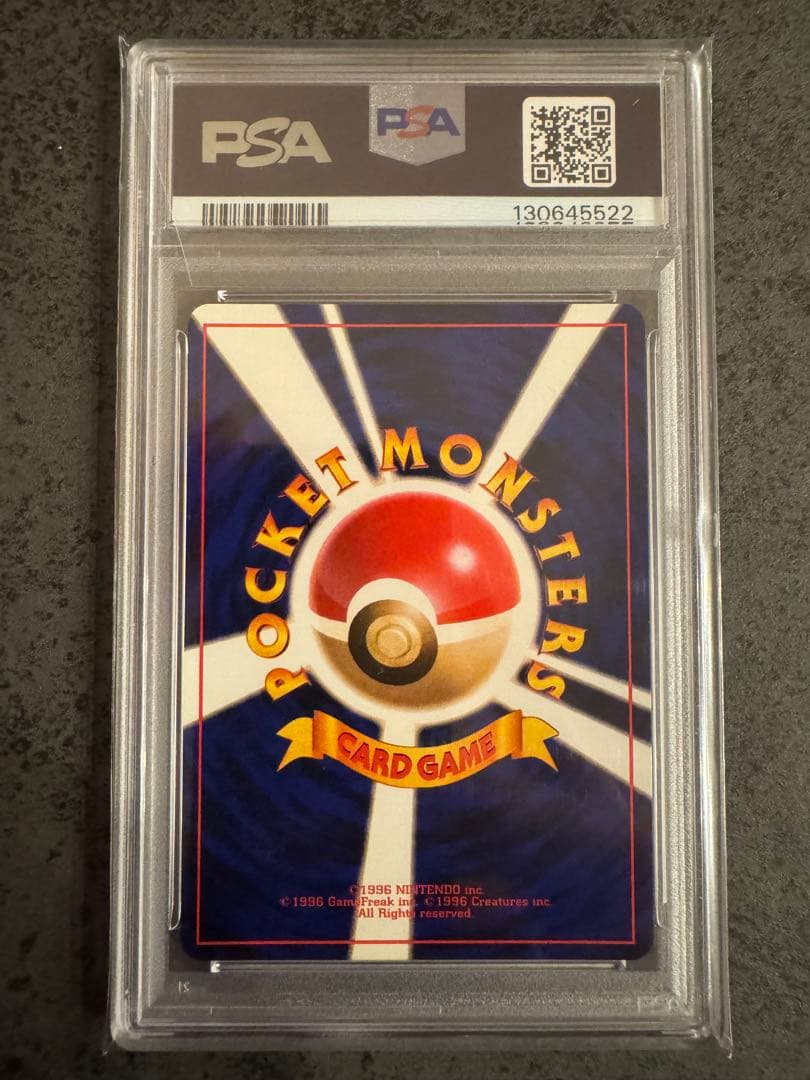 PSA
PSA
130645522
POCKET MONSTERS
CARD GAME
©1996 NINTENDO inc.
©1996 GameFreak inc. ©1996 Creatures inc.
All Rights reserved.